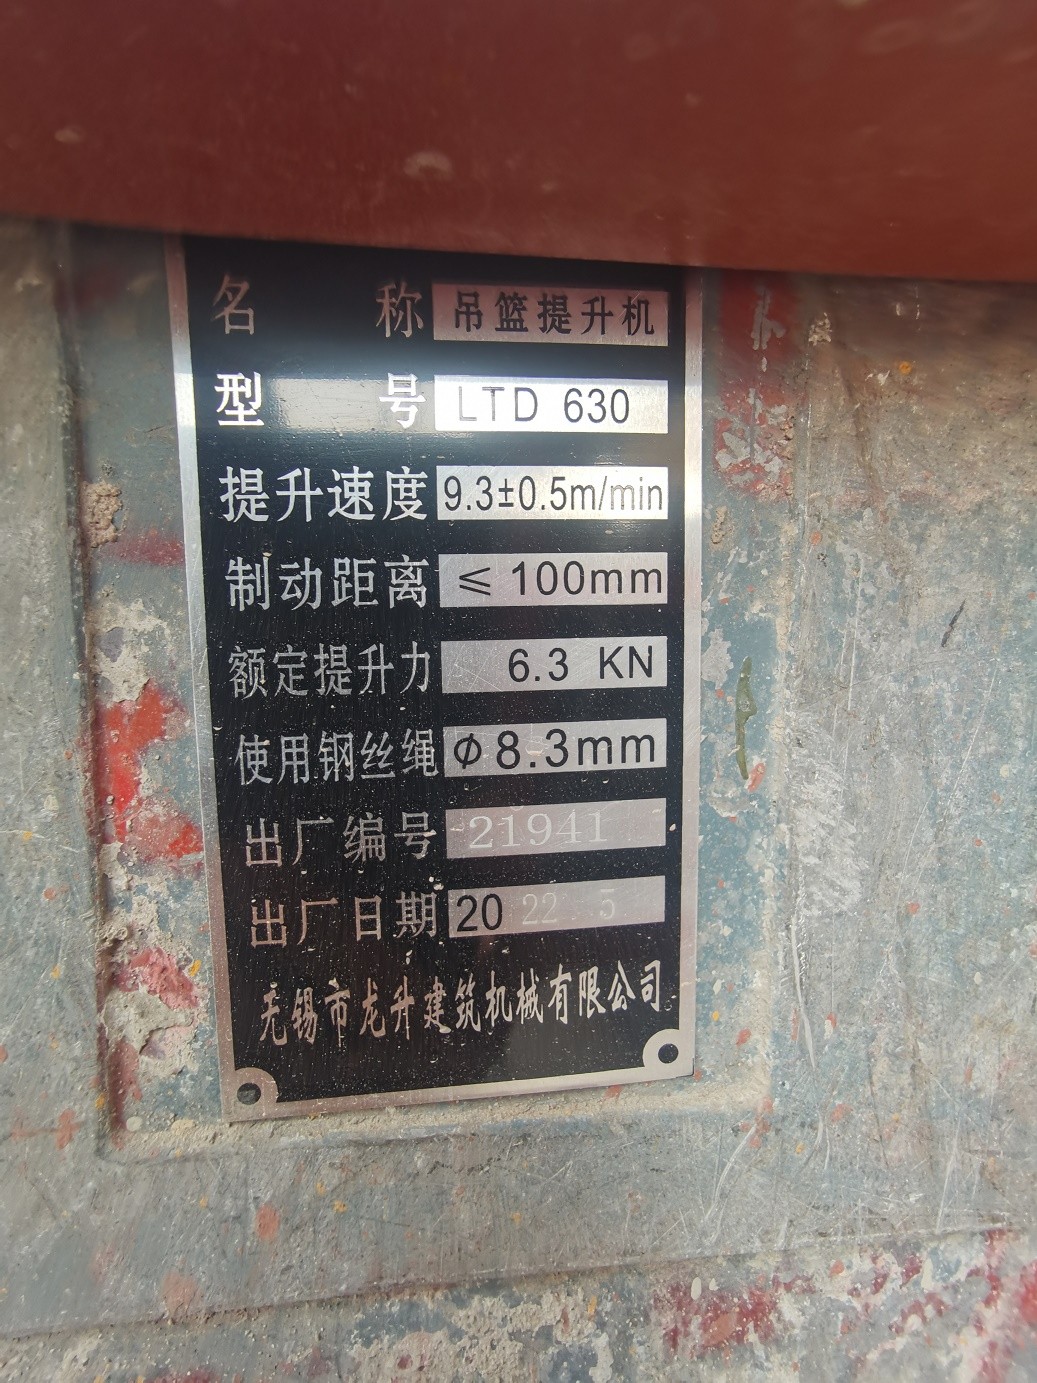 名称 吊篮提升机
型号 LTD 630
提升速度 9.3±0.5m/min
制动距离 ≤100mm
额定提升力 6.3 KN
使用钢丝绳 Φ8.3mm
出厂编号 21941
出厂日期 2022 5
无锡市龙升建筑机械有限公司